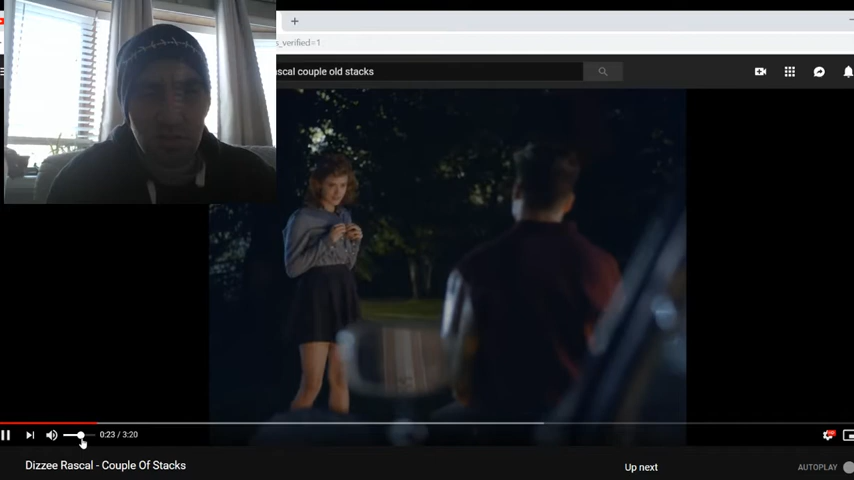 s_verified=1
ascal couple old stacks
0:23 / 3:20
Dizzee Rascal - Couple Of Stacks
Up next
AUTOPLAY